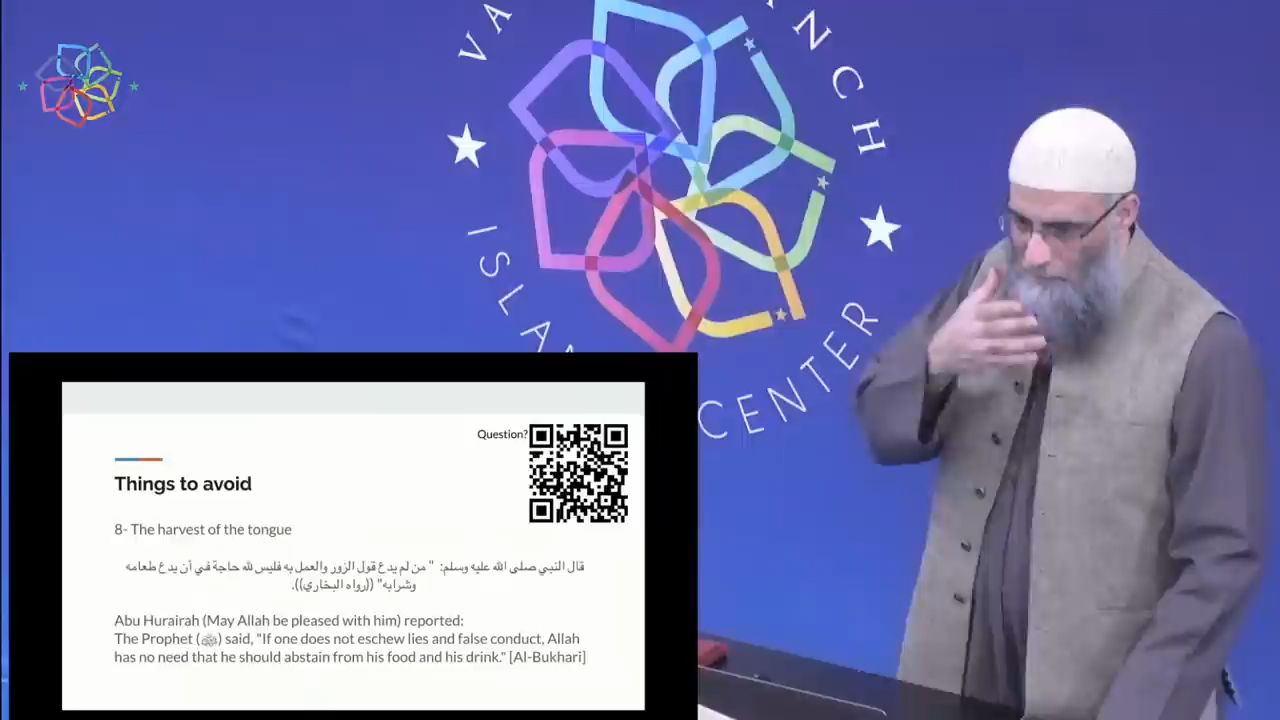 VA
NCH
ISLAM
CENTER
Question?
Things to avoid
8- The harvest of the tongue
قال النبي صلى الله عليه وسلم: " من لم يدع قول الزور والعمل به فليس لله حاجة في أن يدع طعامه
وشرابه" ((رواه البخاري)).
Abu Hurairah (May Allah be pleased with him) reported:
The Prophet (ﷺ) said, "If one does not eschew lies and false conduct, Allah
has no need that he should abstain from his food and his drink." [Al-Bukhari]